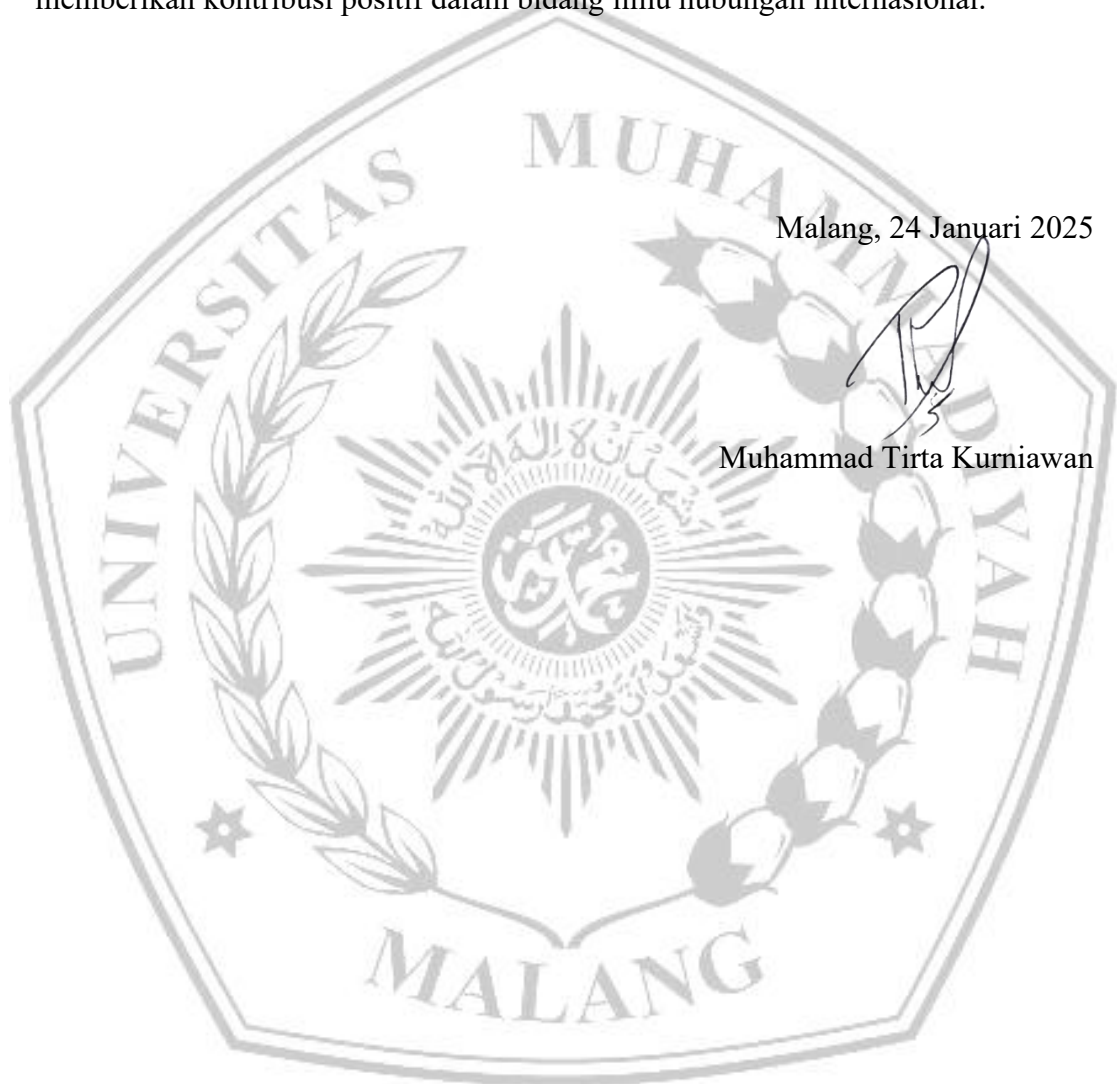 memberikan kontribusi positif dalam bidang ilmu hubungan internasional.
UNIVERSITAS MUHAMMADIYAH
Malang, 24 Januari 2025
Muhammad Tirta Kurniawan
MALANG